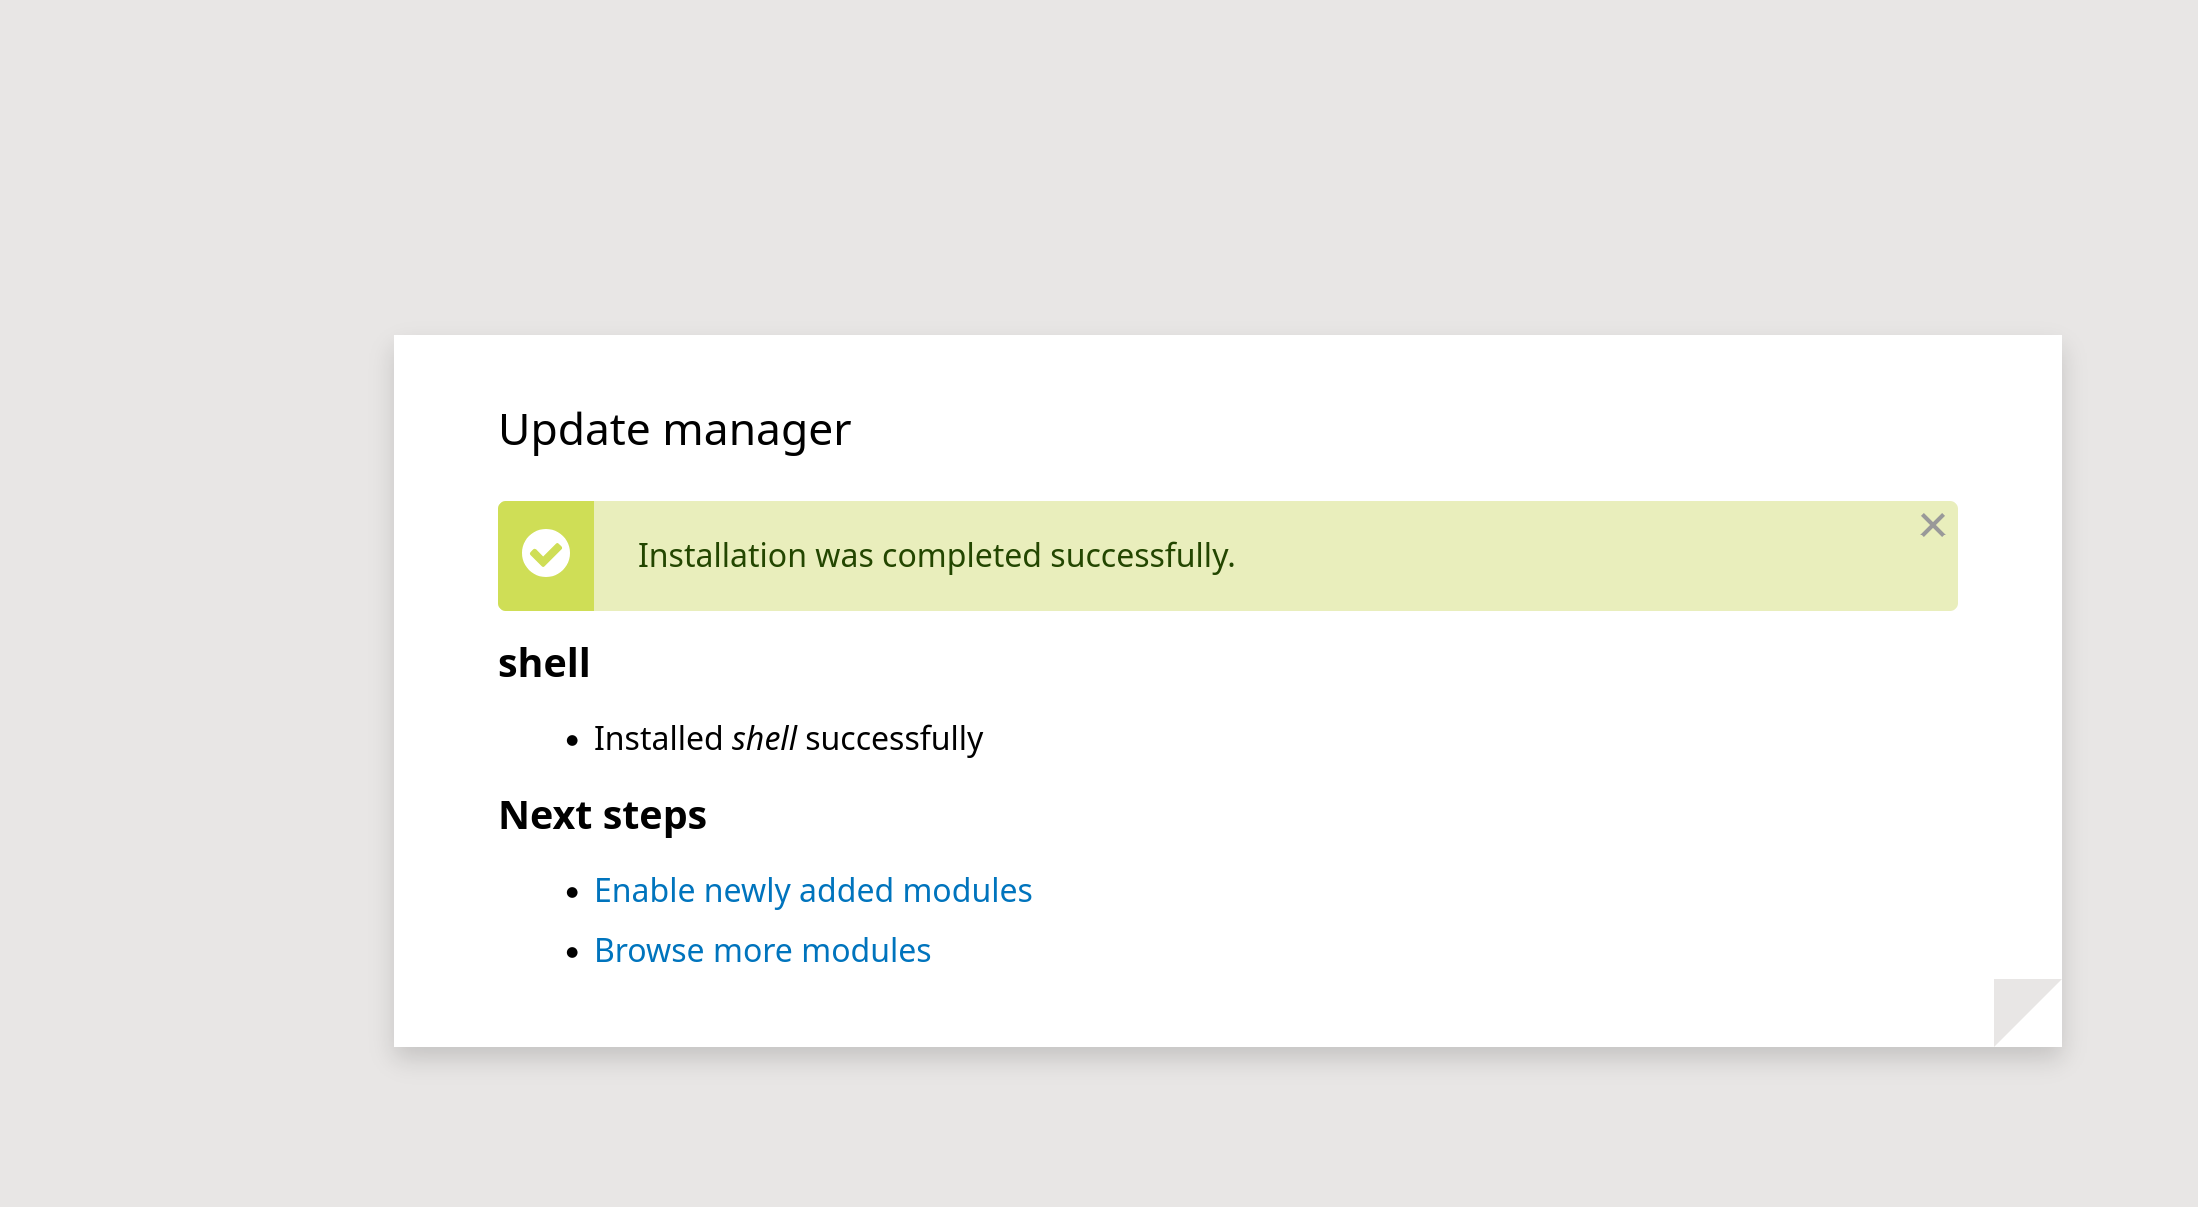 Update manager
Installation was completed successfully.
shell
Installed shell successfully
Next steps
Enable newly added modules
Browse more modules